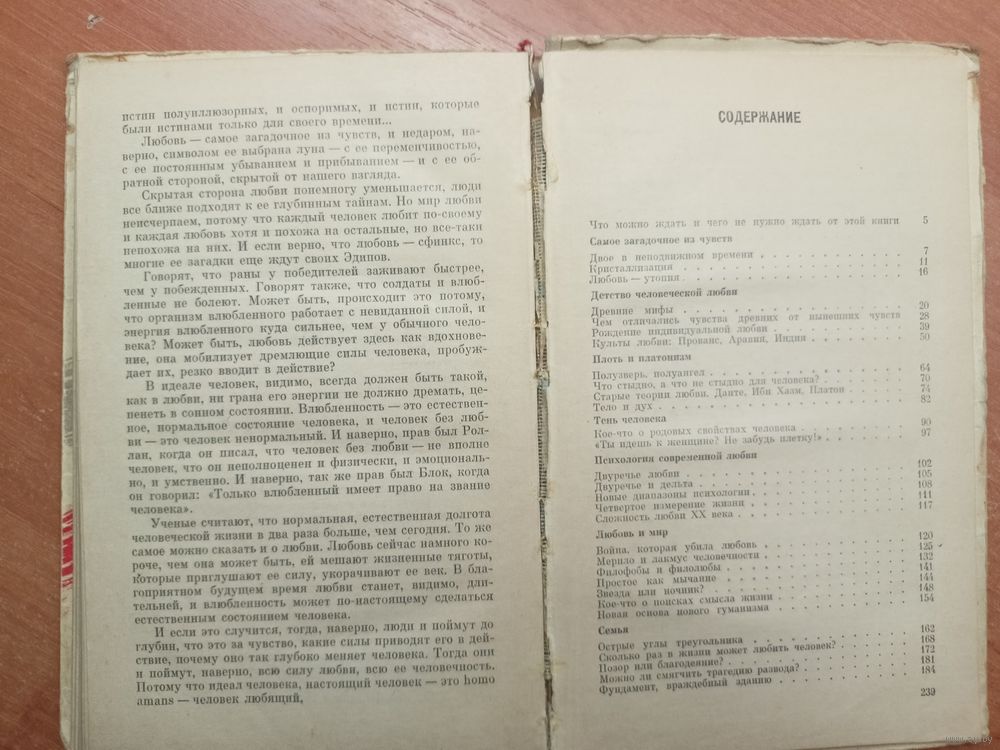 истин полуиллюзорных, и оспоримых, и истин, которые
были истинами только для своего времени...
Любовь — самое загадочное из чувств, и недаром, на-
верно, символом ее выбрана луна — с ее переменчивостью,
с ее постоянным убыванием и прибыванием — и с ее об-
ратной стороной, скрытой от нашего взгляда.
Скрытая сторона любви понемногу уменьшается, люди
все ближе подходят к ее глубинным тайнам. Но мир любви
неисчерпаем, потому что каждый человек любит по-своему
и каждая любовь хотя и похожа на остальные, но все-таки
непохожа на них. И если верно, что любовь — сфинкс, то
многие ее загадки еще ждут своих Эдипов.
Говорят, что раны у победителей заживают быстрее,
чем у побежденных. Говорят также, что солдаты и влюб-
ленные не болеют. Может быть, происходит это потому,
что организм влюбленного работает с невиданной силой, и
энергия влюбленного куда сильнее, чем у обычного чело-
века? Может быть, любовь действует здесь как вдохнове-
ние, она мобилизует дремлющие силы человека, пробуж-
дает их, резко вводит в действие?
В идеале человек, видимо, всегда должен быть такой,
как в любви, ни грана его энергии не должно дремать, це-
пенеть в сонном состоянии. Влюбленность — это естествен-
ное, нормальное состояние человека, и человек без люб-
ви — это человек ненормальный. И наверно, прав был Рол-
лан, когда он писал, что человек без любви — не вполне
человек, что он неполноценен и физически, и эмоциональ-
но, и умственно. И наверно, так же прав был Блок, когда
он говорил: «Только влюбленный имеет право на звание
человека».
Ученые считают, что нормальная, естественная долгота
человеческой жизни в два раза больше, чем сегодня. То же
самое можно сказать и о любви. Любовь сейчас намного ко-
роче, чем она может быть, ей мешают жизненные тяготы,
которые приглушают ее силу, укорачивают ее век. В бла-
гоприятном будущем время любви станет, видимо, дли-
тельней, и влюбленность может по-настоящему сделаться
естественным состоянием человека.
И если это случится, тогда, наверно, люди и поймут до
глубин, что это за чувство, какие силы приводят его в дей-
ствие, почему оно так глубоко меняет человека. Тогда они
и поймут, наверно, всю силу любви, всю ее человечность.
Потому что идеал человека, настоящий человек — это homo
amans — человек любящий,
СОДЕРЖАНИЕ
Что можно ждать и чего не нужно ждать от этой книги 5
Самое загадочное из чувств
Двое в неподвижном времени 7
Кристаллизация 11
Любовь — утопия 16
Детство человеческой любви
Древние мифы 20
Чем отличались чувства древних от нынешних чувств 28
Рождение индивидуальной любви 39
Культы любви: Прованс, Аравия, Индия 50
Плоть и платонизм
Полузверь, полуангел 64
Что стыдно, а что не стыдно для человека? 70
Старые теории любви. Данте, Ибн Хазм, Платон 74
Тело и дух 82
Тень человека
Кое-что о родовых свойствах человека 90
«Ты идешь к женщине? Не забудь плетку!» 97
Психология современной любви
Двуречье любви 102
Двуречье и дельта 105
Новые диапазоны психологии 108
Четвертое измерение жизни 111
Сложность любви XX века 117
Любовь и мир
Война, которая убила любовь 120
Мерило и лакмус человечности 125
Филофобы и филолюбы 132
Простое как мычание 141
Звезда или ночник? 144
Кое-что о поисках смысла жизни 148
Новая основа нового гуманизма 154
Семья
Острые углы треугольника 162
Сколько раз в жизни может любить человек? 168
Позор или благодеяние? 172
Можно ли смягчить трагедию развода? 181
Фундамент, враждебный зданию 184
239